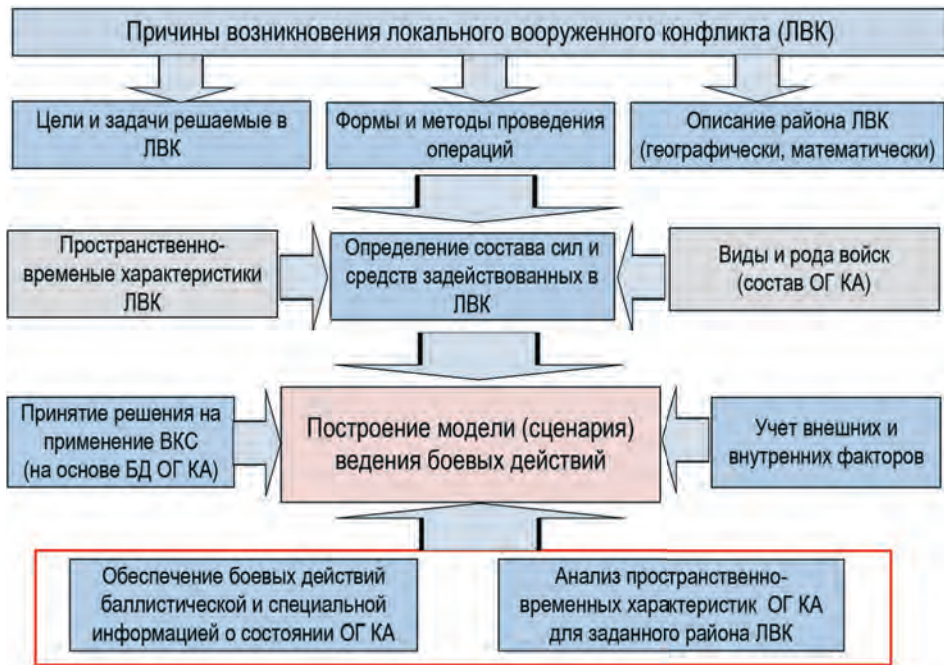 Причины возникновения локального вооруженного конфликта (ЛВК)
Цели и задачи решаемые в
ЛВК
Формы и методы проведения
операций
Описание района ЛВК
(географически, математически)
Пространственно-
временые характеристики
ЛВК
Определение состава сил и
средств задействованных в
ЛВК
Виды и рода войск
(состав ОГ КА)
Принятие решения на
применение ВКС
(на основе БД ОГ КА)
Построение модели (сценария)
ведения боевых действий
Учет внешних и
внутренних факторов
Обеспечение боевых действий
баллистической и специальной
информацией о состоянии ОГ КА
Анализ пространственно-
временных характеристик ОГ КА
для заданного района ЛВК